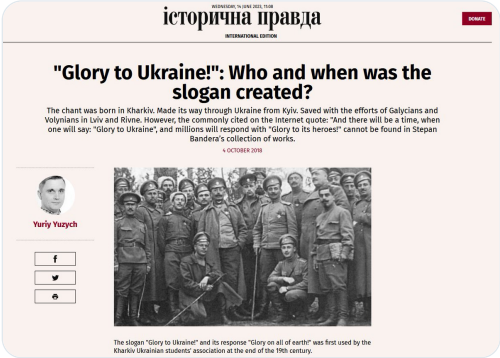 WEDNESDAY, 14 JUNE 2023, 11:08
історична правда
INTERNATIONAL EDITION
DONATE
"Glory to Ukraine!": Who and when was the
slogan created?
The chant was born in Kharkiv. Made its way through Ukraine from Kyiv. Saved with the efforts of Galycians and
Volynians in Lviv and Rivne. However, the commonly cited on the Internet quote: "And there will be a time, when
one will say: "Glory to Ukraine", and millions will respond with "Glory to its heroes!" cannot be found in Stepan
Bandera's collection of works.
4 OCTOBER 2018
Yuriy Yuzych
The slogan "Glory to Ukraine!" and its response "Glory on all of earth!" was first used by the
Kharkiv Ukrainian students' association at the end of the 19th century.